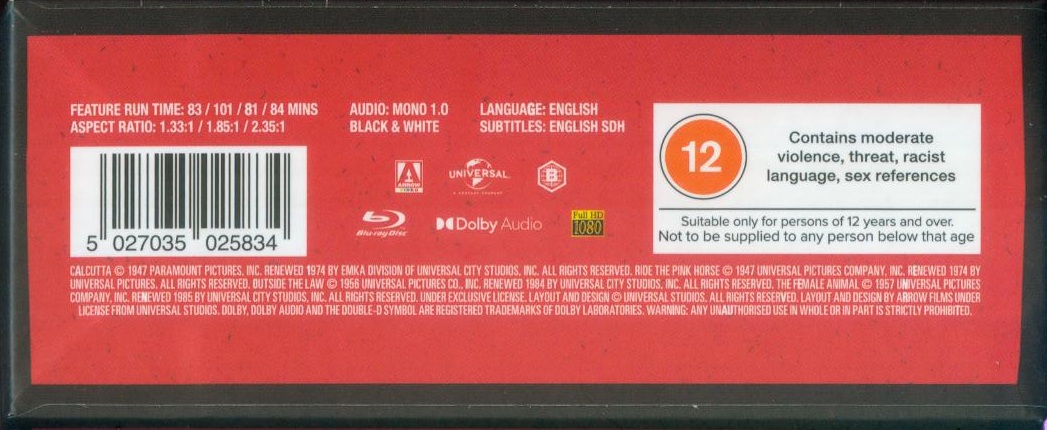 FEATURE RUN TIME: 83 / 101 / 81 / 84 MINS
ASPECT RATIO: 1.33:1 / 1.85:1 / 2.35:1
AUDIO: MONO 1.0
BLACK & WHITE
LANGUAGE: ENGLISH
SUBTITLES: ENGLISH SDH
12
Contains moderate
violence, threat, racist
language, sex references
Suitable only for persons of 12 years and over.
Not to be supplied to any person below that age
5 027035 025834
ARROW
VIDEO
UNIVERSAL
A COMCAST COMPANY
B
Blu-ray Disc
Dolby Audio
Full HD
1080
CALCUTTA © 1947 PARAMOUNT PICTURES, INC. RENEWED 1974 BY EMKA DIVISION OF UNIVERSAL CITY STUDIOS, INC. ALL RIGHTS RESERVED. RIDE THE PINK HORSE © 1947 UNIVERSAL PICTURES COMPANY, INC. RENEWED 1974 BY
UNIVERSAL PICTURES. ALL RIGHTS RESERVED. OUTSIDE THE LAW © 1956 UNIVERSAL PICTURES CO., INC. RENEWED 1984 BY UNIVERSAL CITY STUDIOS, INC. ALL RIGHTS RESERVED. THE FEMALE ANIMAL © 1957 UNIVERSAL PICTURES
COMPANY, INC. RENEWED 1985 BY UNIVERSAL CITY STUDIOS, INC. ALL RIGHTS RESERVED. UNDER EXCLUSIVE LICENSE. LAYOUT AND DESIGN © UNIVERSAL STUDIOS. ALL RIGHTS RESERVED. LAYOUT AND DESIGN BY ARROW FILMS UNDER
LICENSE FROM UNIVERSAL STUDIOS. DOLBY, DOLBY AUDIO AND THE DOUBLE-D SYMBOL ARE REGISTERED TRADEMARKS OF DOLBY LABORATORIES. WARNING: ANY UNAUTHORISED USE IN WHOLE OR IN PART IS STRICTLY PROHIBITED.